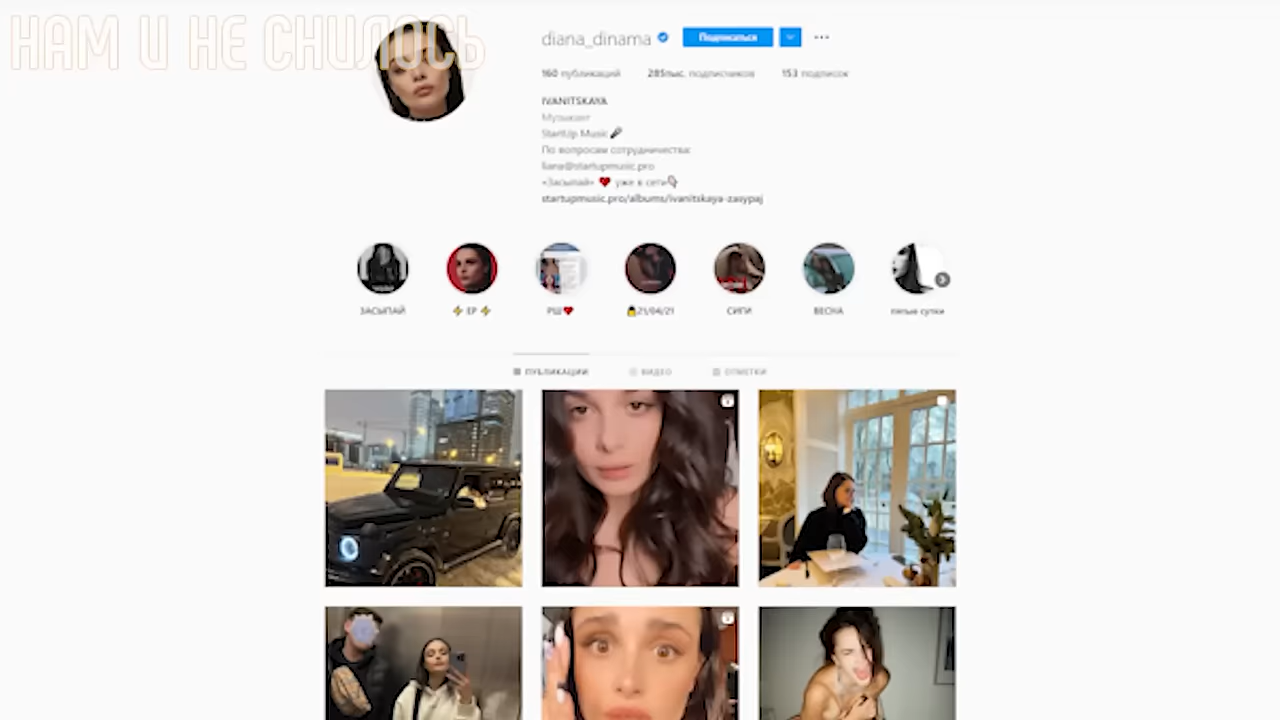 НАМ И НЕ СНИЛОСЬ
diana_dinama
Подписаться
160 публикаций 285тыс. подписчиков 153 подписок
IVANITSKAYA
Музыкант
StartUp Music 🎤
По вопросам сотрудничества:
liana@startupmusic.pro
«Засыпай» ❤️ уже в сети👇
startupmusic.pro/albums/ivanitskaya-zasypaj
ЗАСЫПАЙ ⚡ EP ⚡ РШ❤️ 🔒21/04/21 СИГИ ВЕСНА пятые сутки
ПУБЛИКАЦИИ ВИДЕО ОТМЕТКИ